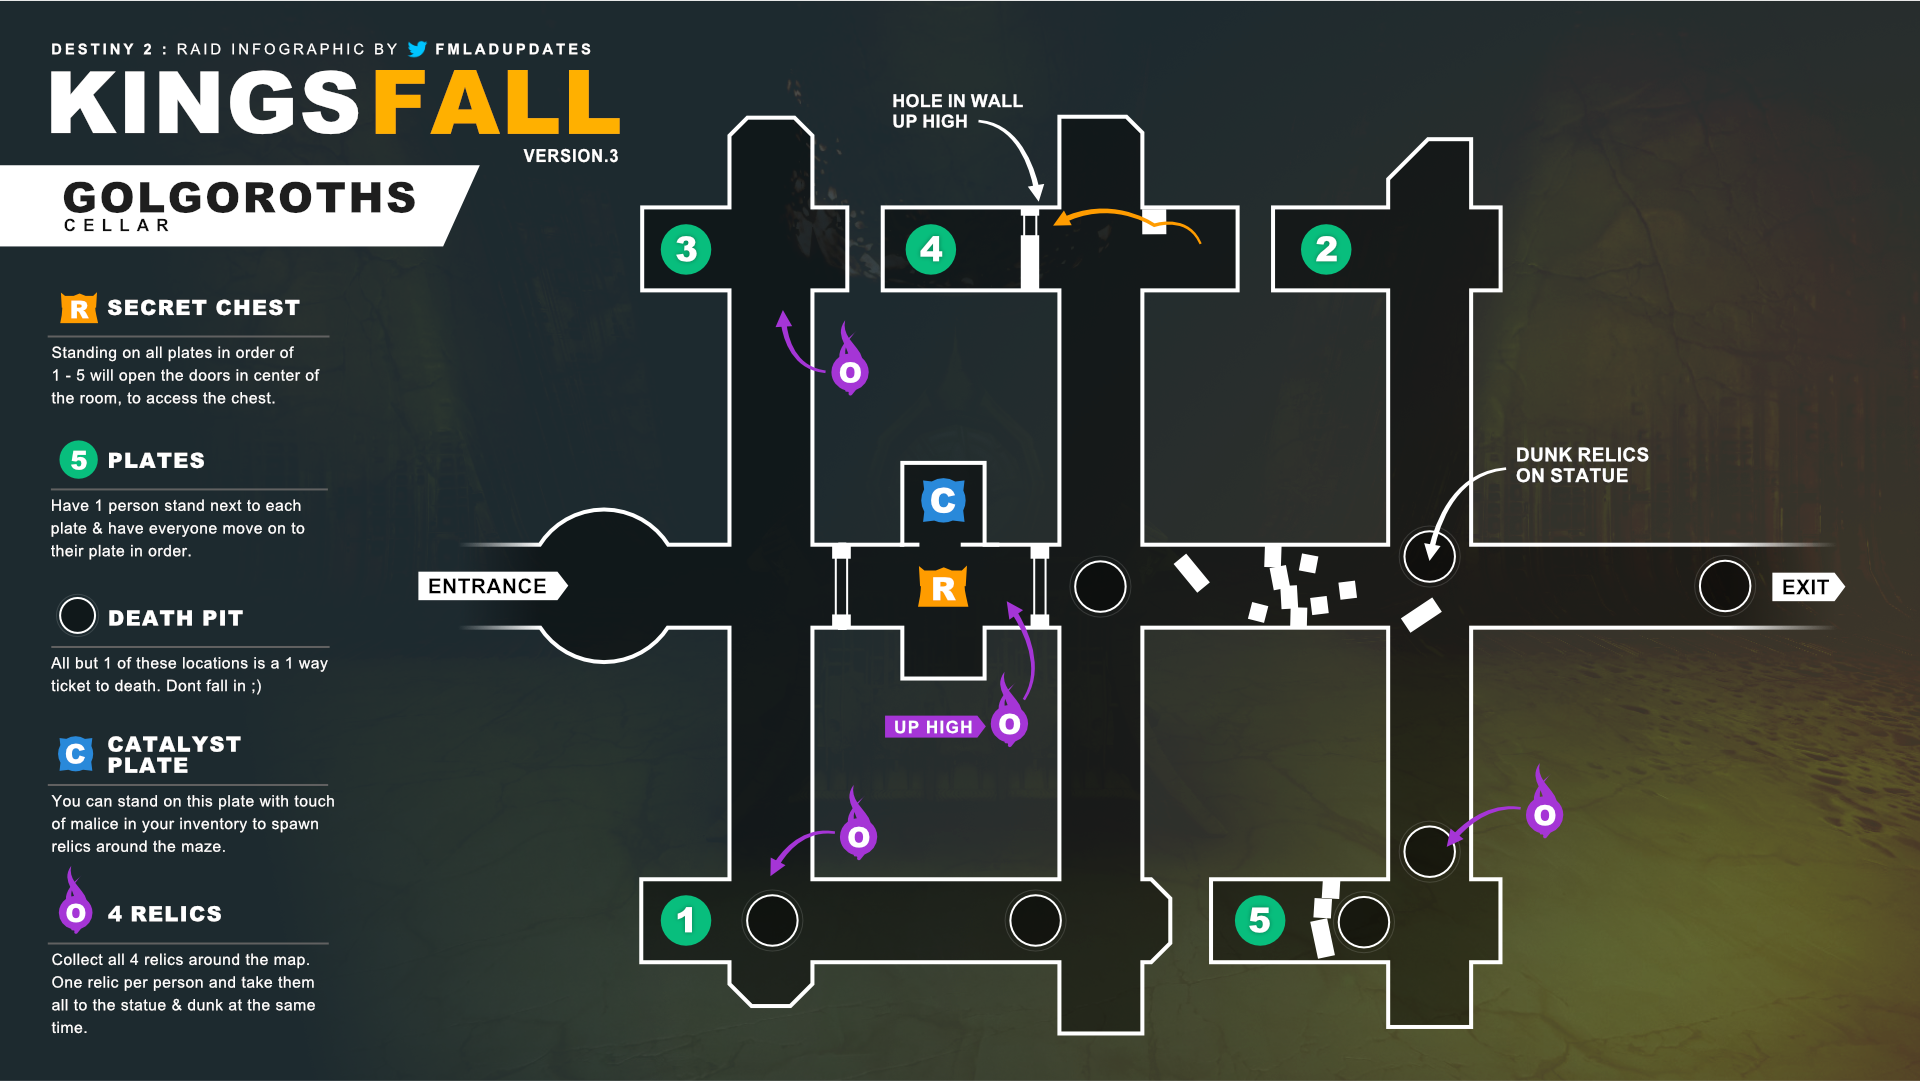 DESTINY 2 : RAID INFOGRAPHIC BY FMLADUPDATES
KINGSFALL
VERSION.3
GOLGOROTHS
CELLAR
R SECRET CHEST
Standing on all plates in order of
1 - 5 will open the doors in center of
the room, to access the chest.
5 PLATES
Have 1 person stand next to each
plate & have everyone move on to
their plate in order.
DEATH PIT
All but 1 of these locations is a 1 way
ticket to death. Dont fall in ;)
C CATALYST
PLATE
You can stand on this plate with touch
of malice in your inventory to spawn
relics around the maze.
O 4 RELICS
Collect all 4 relics around the map.
One relic per person and take them
all to the statue & dunk at the same
time.
HOLE IN WALL
UP HIGH
3
4
2
O
DUNK RELICS
ON STATUE
C
ENTRANCE
R
EXIT
UP HIGH
O
O
O
1
5